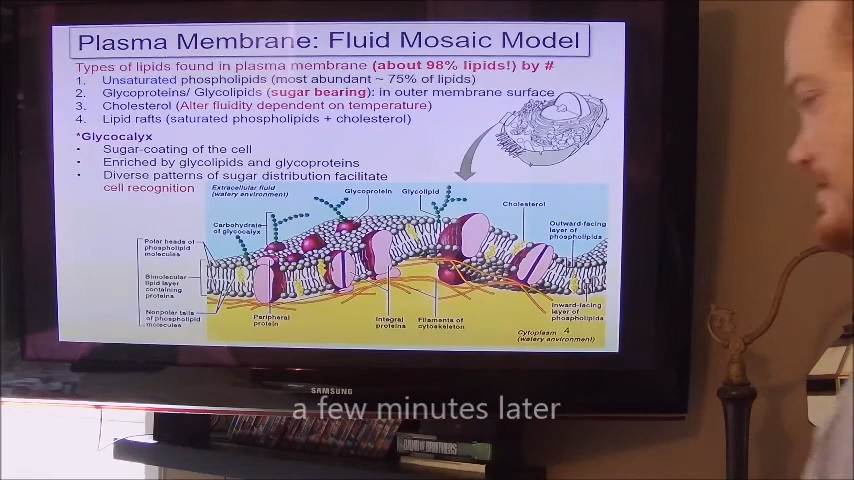 Plasma Membrane: Fluid Mosaic Model
Types of lipids found in plasma membrane (about 98% lipids!) by #
1. Unsaturated phospholipids (most abundant ~ 75% of lipids)
2. Glycoproteins/ Glycolipids (sugar bearing): in outer membrane surface
3. Cholesterol (Alter fluidity dependent on temperature)
4. Lipid rafts (saturated phospholipids + cholesterol)
*Glycocalyx
• Sugar-coating of the cell
• Enriched by glycolipids and glycoproteins
• Diverse patterns of sugar distribution facilitate
cell recognition
Extracellular fluid
(watery environment)
Glycoprotein
Glycolipid
Cholesterol
Carbohydrate
of glycocalyx
Outward-facing
layer of
phospholipids
Polar heads of
phospholipid
molecules
Bimolecular
lipid layer
containing
proteins
Nonpolar tails
of phospholipid
molecules
Peripheral
protein
Integral
proteins
Filaments of
cytoskeleton
Inward-facing
layer of
phospholipids
Cytoplasm
(watery environment)
4
SAMSUNG
a few minutes later
BAND OF BROTHERS